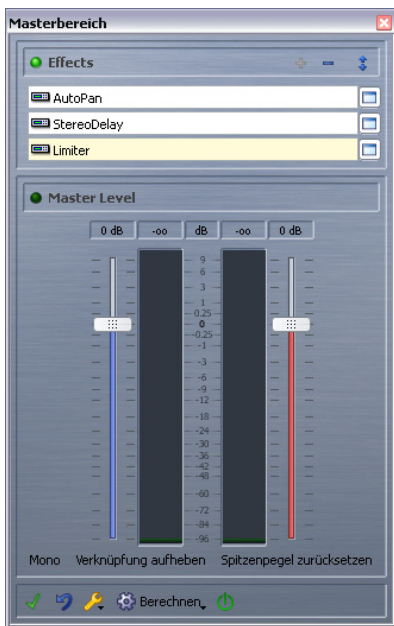 Masterbereich
Effects
AutoPan
StereoDelay
Limiter
Master Level
0 dB -oo dB -oo 0 dB
9
6
3
1
0.25
0
-0.25
-1
-3
-6
-9
-12
-18
-24
-30
-36
-42
-48
-60
-72
-84
-96
Mono Verknüpfung aufheben Spitzenpegel zurücksetzen
Berechnen